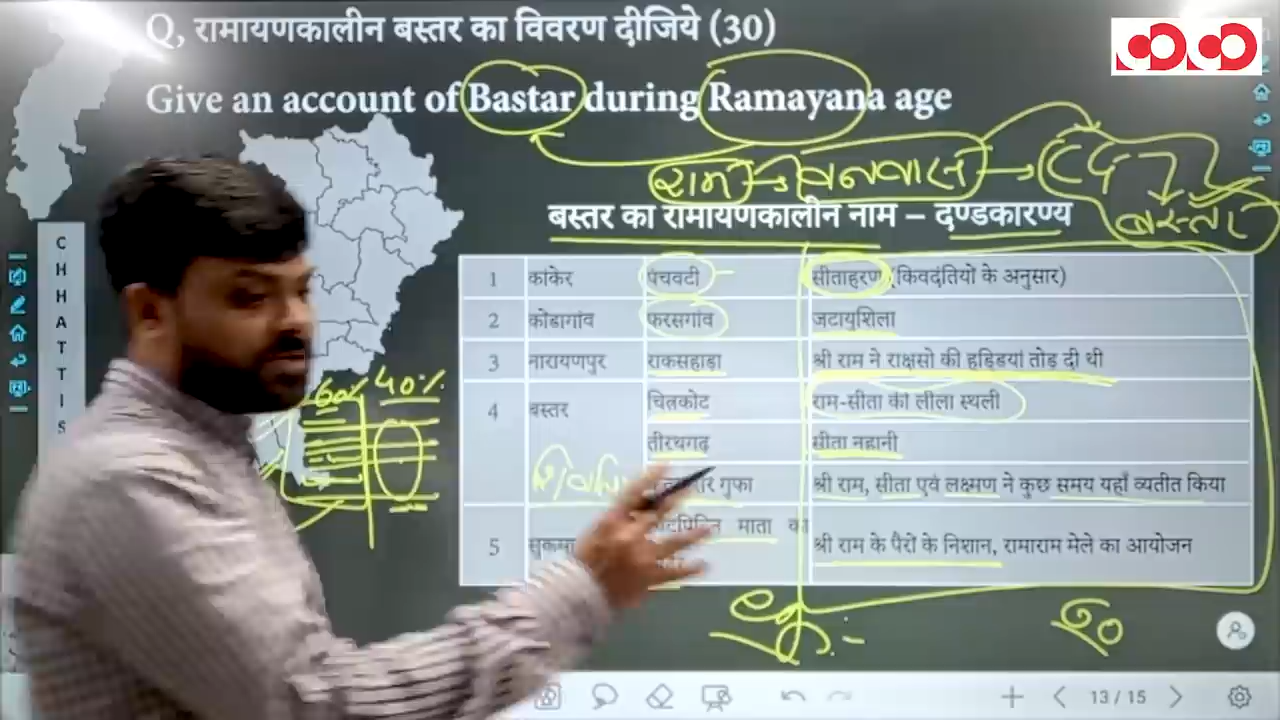 Q, रामायणकालीन बस्तर का विवरण दीजिये (30)
Give an account of Bastar during Ramayana age
राम → वनवास →
बस्तर
बस्तर का रामायणकालीन नाम – दण्डकारण्य
CHHATTIS
1 कांकेर पंचवटी सीताहरण (किवदंतियों के अनुसार)
2 कोंडागांव फरसगांव जटायुशिला
3 नारायणपुर राकसहाड़ा श्री राम ने राक्षसो की हड्डियां तोड़ दी थी
4 बस्तर चित्रकोट राम-सीता की लीला स्थली
तीरथगढ़ सीता नहानी
गुफा श्री राम, सीता एवं लक्ष्मण ने कुछ समय यहाँ व्यतीत किया
5 माता का श्री राम के पैरों के निशान, रामाराम मेले का आयोजन
60% 40%
13 / 15